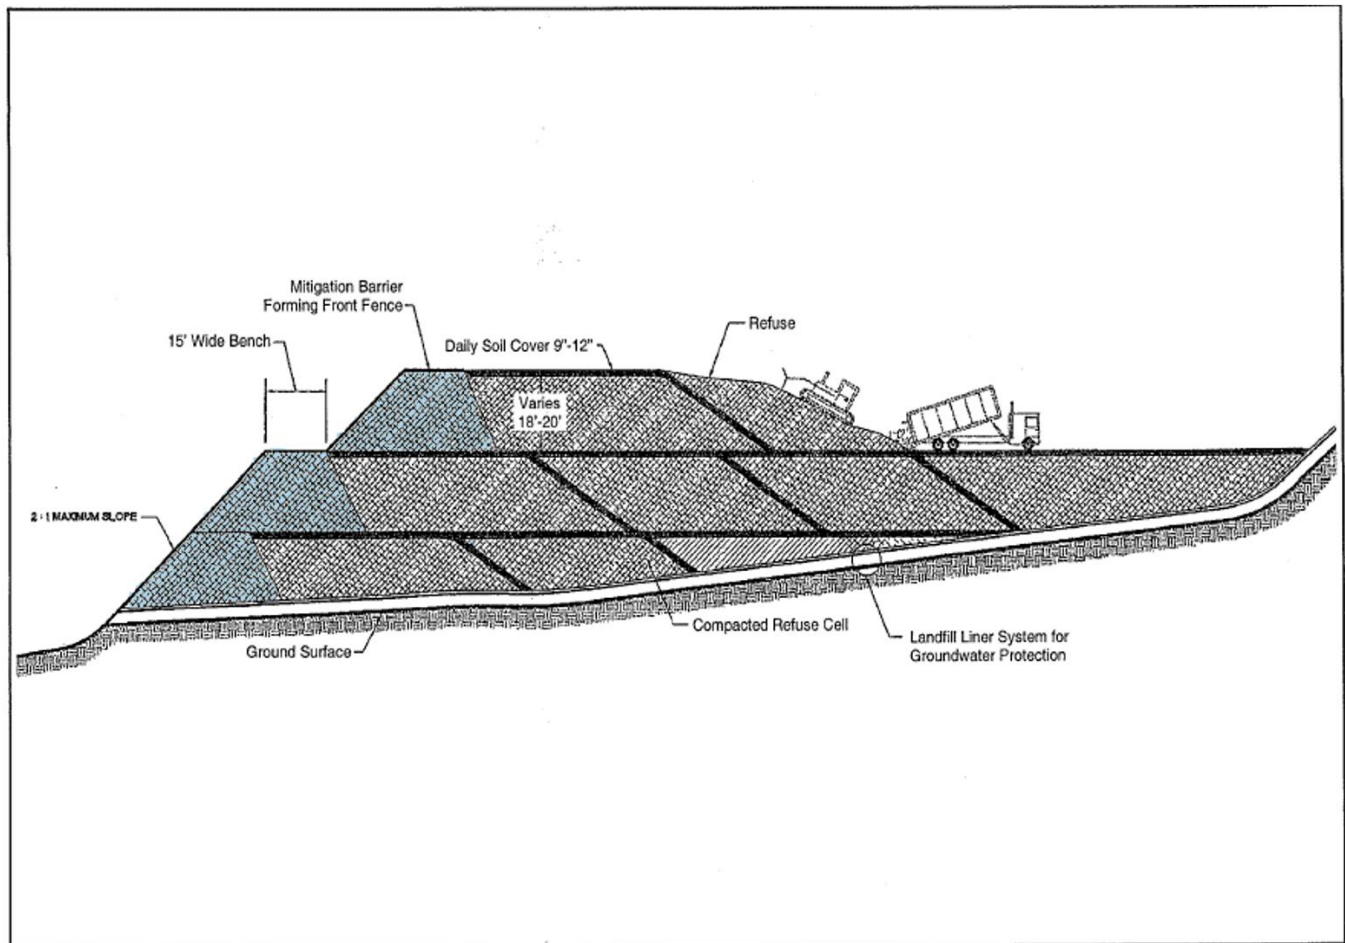 Mitigation Barrier
Forming Front Fence
15' Wide Bench
Daily Soil Cover 9"-12"
Refuse
Varies
18'-20'
2 : 1 MAXIMUM SLOPE
Compacted Refuse Cell
Ground Surface
Landfill Liner System for
Groundwater Protection